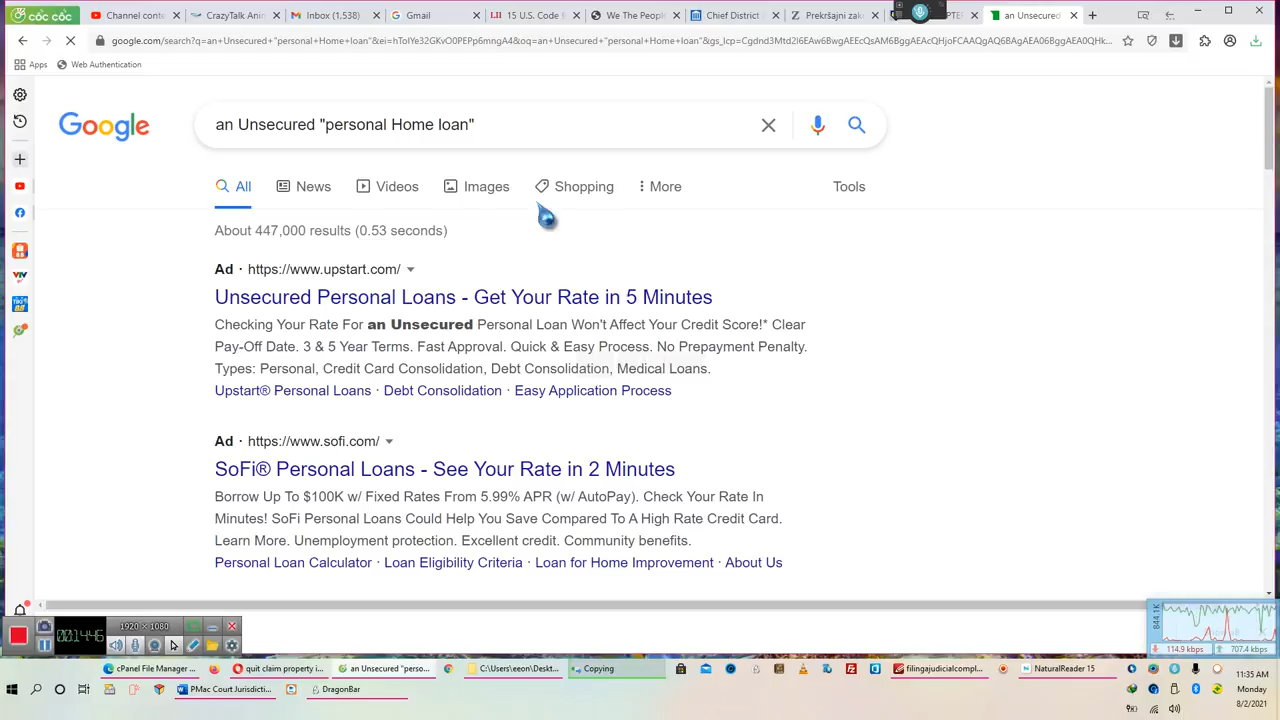 cốc cốc
Channel conte
CrazyTalk Ani
Inbox (1,538)
Gmail
15 U.S. Code
We The People
Chief District
Prekršajni zak
an Unsecured
google.com/search?q=an+Unsecured+"personal+Home+loan"&ei=hToIYe32GKvO0PEPp6mngA4&oq=an+Unsecured+"personal+Home+loan"&gs_lcp=Cgdnd3Mtd2l6EAw6BwgAEEcQsAM6BggAEAcQHjoFCAAQgAQ6BAgAEA06BggAEA0QHk...
Apps
Web Authentication
Google
an Unsecured "personal Home loan"
All
News
Videos
Images
Shopping
More
Tools
About 447,000 results (0.53 seconds)
Ad · https://www.upstart.com/
Unsecured Personal Loans - Get Your Rate in 5 Minutes
Checking Your Rate For an Unsecured Personal Loan Won't Affect Your Credit Score!* Clear
Pay-Off Date. 3 & 5 Year Terms. Fast Approval. Quick & Easy Process. No Prepayment Penalty.
Types: Personal, Credit Card Consolidation, Debt Consolidation, Medical Loans.
Upstart® Personal Loans · Debt Consolidation · Easy Application Process
Ad · https://www.sofi.com/
SoFi® Personal Loans - See Your Rate in 2 Minutes
Borrow Up To $100K w/ Fixed Rates From 5.99% APR (w/ AutoPay). Check Your Rate In
Minutes! SoFi Personal Loans Could Help You Save Compared To A High Rate Credit Card.
Learn More. Unemployment protection. Excellent credit. Community benefits.
Personal Loan Calculator · Loan Eligibility Criteria · Loan for Home Improvement · About Us
1920 × 1080
844.1K
114.9 kbps
707.4 kbps
cPanel File Manager ...
quit claim property i...
an Unsecured "perso...
C:\Users\eeon\Deskt...
Copying
filingajudicialcompl...
NaturalReader 15
11:35 AM
PMac Court Jurisdicti...
DragonBar
Monday
8/2/2021